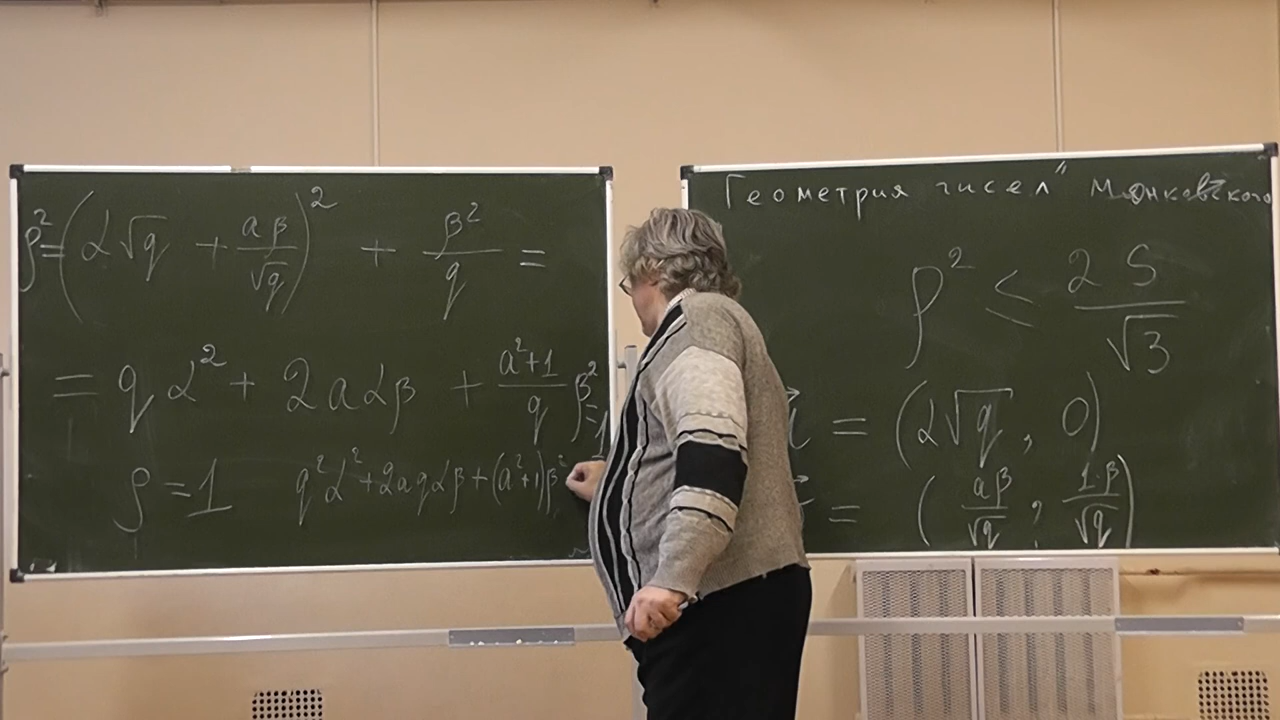 ρ² = (α√q + aβ/√q)² + β²/q =
= qα² + 2aαβ + (a²+1)/q β² = 1
ρ = 1 q²α² + 2aqαβ + (a²+1)β²
Геометрия чисел" Минковского
ρ² ≤ 2S/√3
= (α√q, 0)
= (aβ/√q ; 1·β/√q)